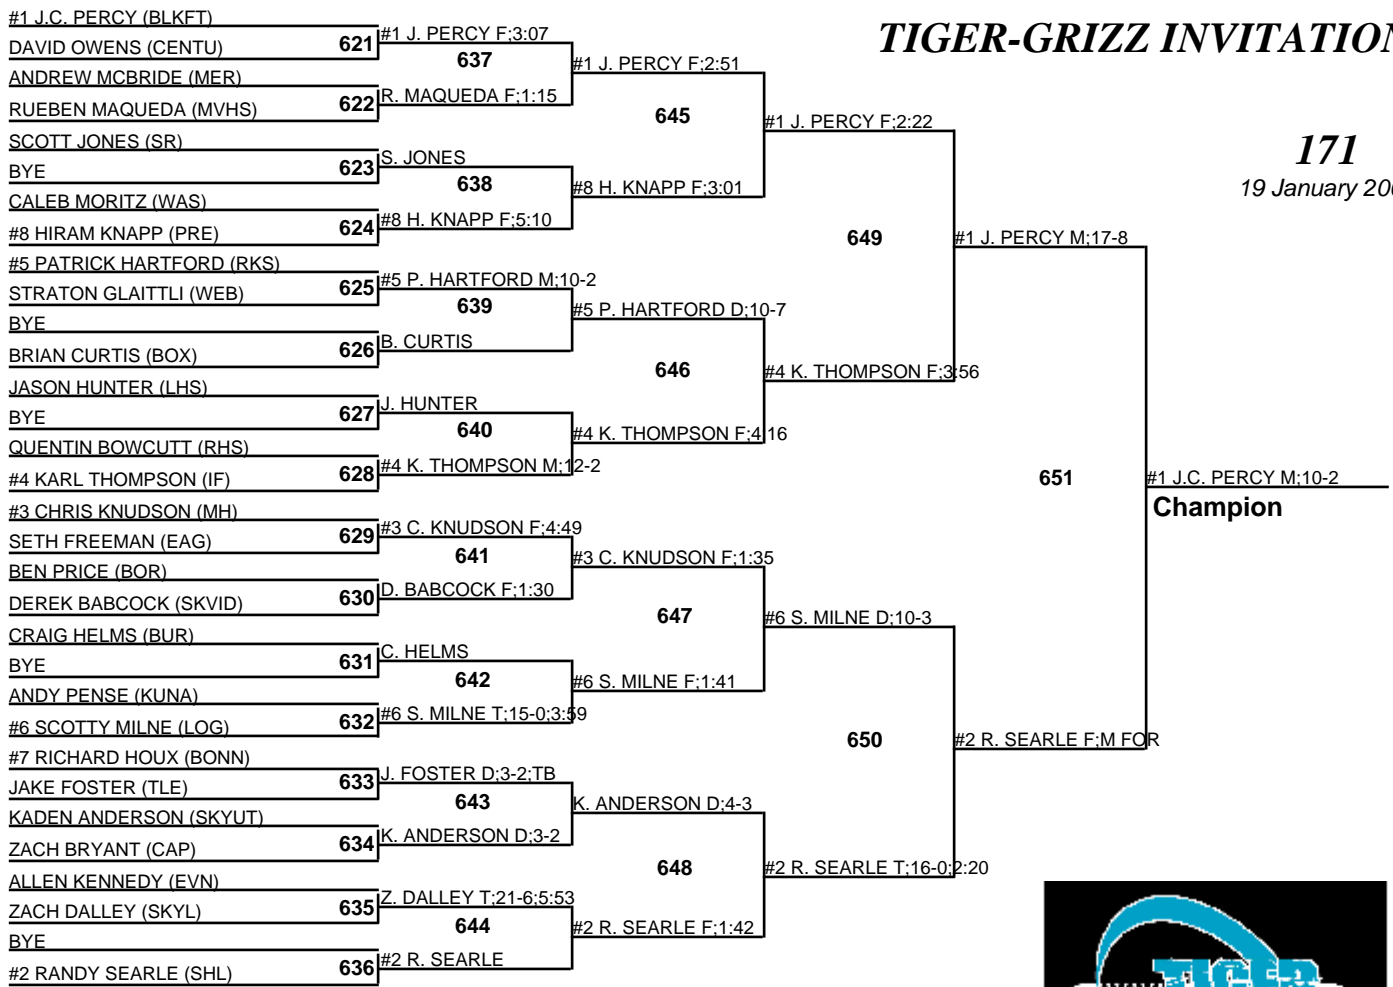 TIGER-GRIZZ INVITATION
171
19 January 200
#1 J.C. PERCY (BLKFT)
DAVID OWENS (CENTU)
621
ANDREW MCBRIDE (MER)
RUEBEN MAQUEDA (MVHS)
622
SCOTT JONES (SR)
BYE
623
CALEB MORITZ (WAS)
#8 HIRAM KNAPP (PRE)
624
#5 PATRICK HARTFORD (RKS)
STRATON GLAITTLI (WEB)
625
BYE
BRIAN CURTIS (BOX)
626
JASON HUNTER (LHS)
BYE
627
QUENTIN BOWCUTT (RHS)
#4 KARL THOMPSON (IF)
628
#3 CHRIS KNUDSON (MH)
SETH FREEMAN (EAG)
629
BEN PRICE (BOR)
DEREK BABCOCK (SKVID)
630
CRAIG HELMS (BUR)
BYE
631
ANDY PENSE (KUNA)
#6 SCOTTY MILNE (LOG)
632
#7 RICHARD HOUX (BONN)
JAKE FOSTER (TLE)
633
KADEN ANDERSON (SKYUT)
ZACH BRYANT (CAP)
634
ALLEN KENNEDY (EVN)
ZACH DALLEY (SKYL)
635
BYE
#2 RANDY SEARLE (SHL)
636
#1 J. PERCY F;3:07
637
R. MAQUEDA F;1:15
S. JONES
638
#8 H. KNAPP F;5:10
#5 P. HARTFORD M;10-2
639
B. CURTIS
J. HUNTER
640
#4 K. THOMPSON M;12-2
#3 C. KNUDSON F;4:49
641
D. BABCOCK F;1:30
C. HELMS
642
#6 S. MILNE T;15-0;3:59
J. FOSTER D;3-2;TB
643
K. ANDERSON D;3-2
Z. DALLEY T;21-6;5:53
644
#2 R. SEARLE
#1 J. PERCY F;2:51
645
#8 H. KNAPP F;3:01
#5 P. HARTFORD D;10-7
646
#4 K. THOMPSON F;4:16
#3 C. KNUDSON F;1:35
647
#6 S. MILNE F;1:41
K. ANDERSON D;4-3
648
#2 R. SEARLE F;1:42
#1 J. PERCY F;2:22
649
#4 K. THOMPSON F;3:56
#6 S. MILNE D;10-3
650
#2 R. SEARLE T;16-0;2:20
#1 J. PERCY M;17-8
651
#2 R. SEARLE F;M FOR
#1 J.C. PERCY M;10-2
Champion
TIGER